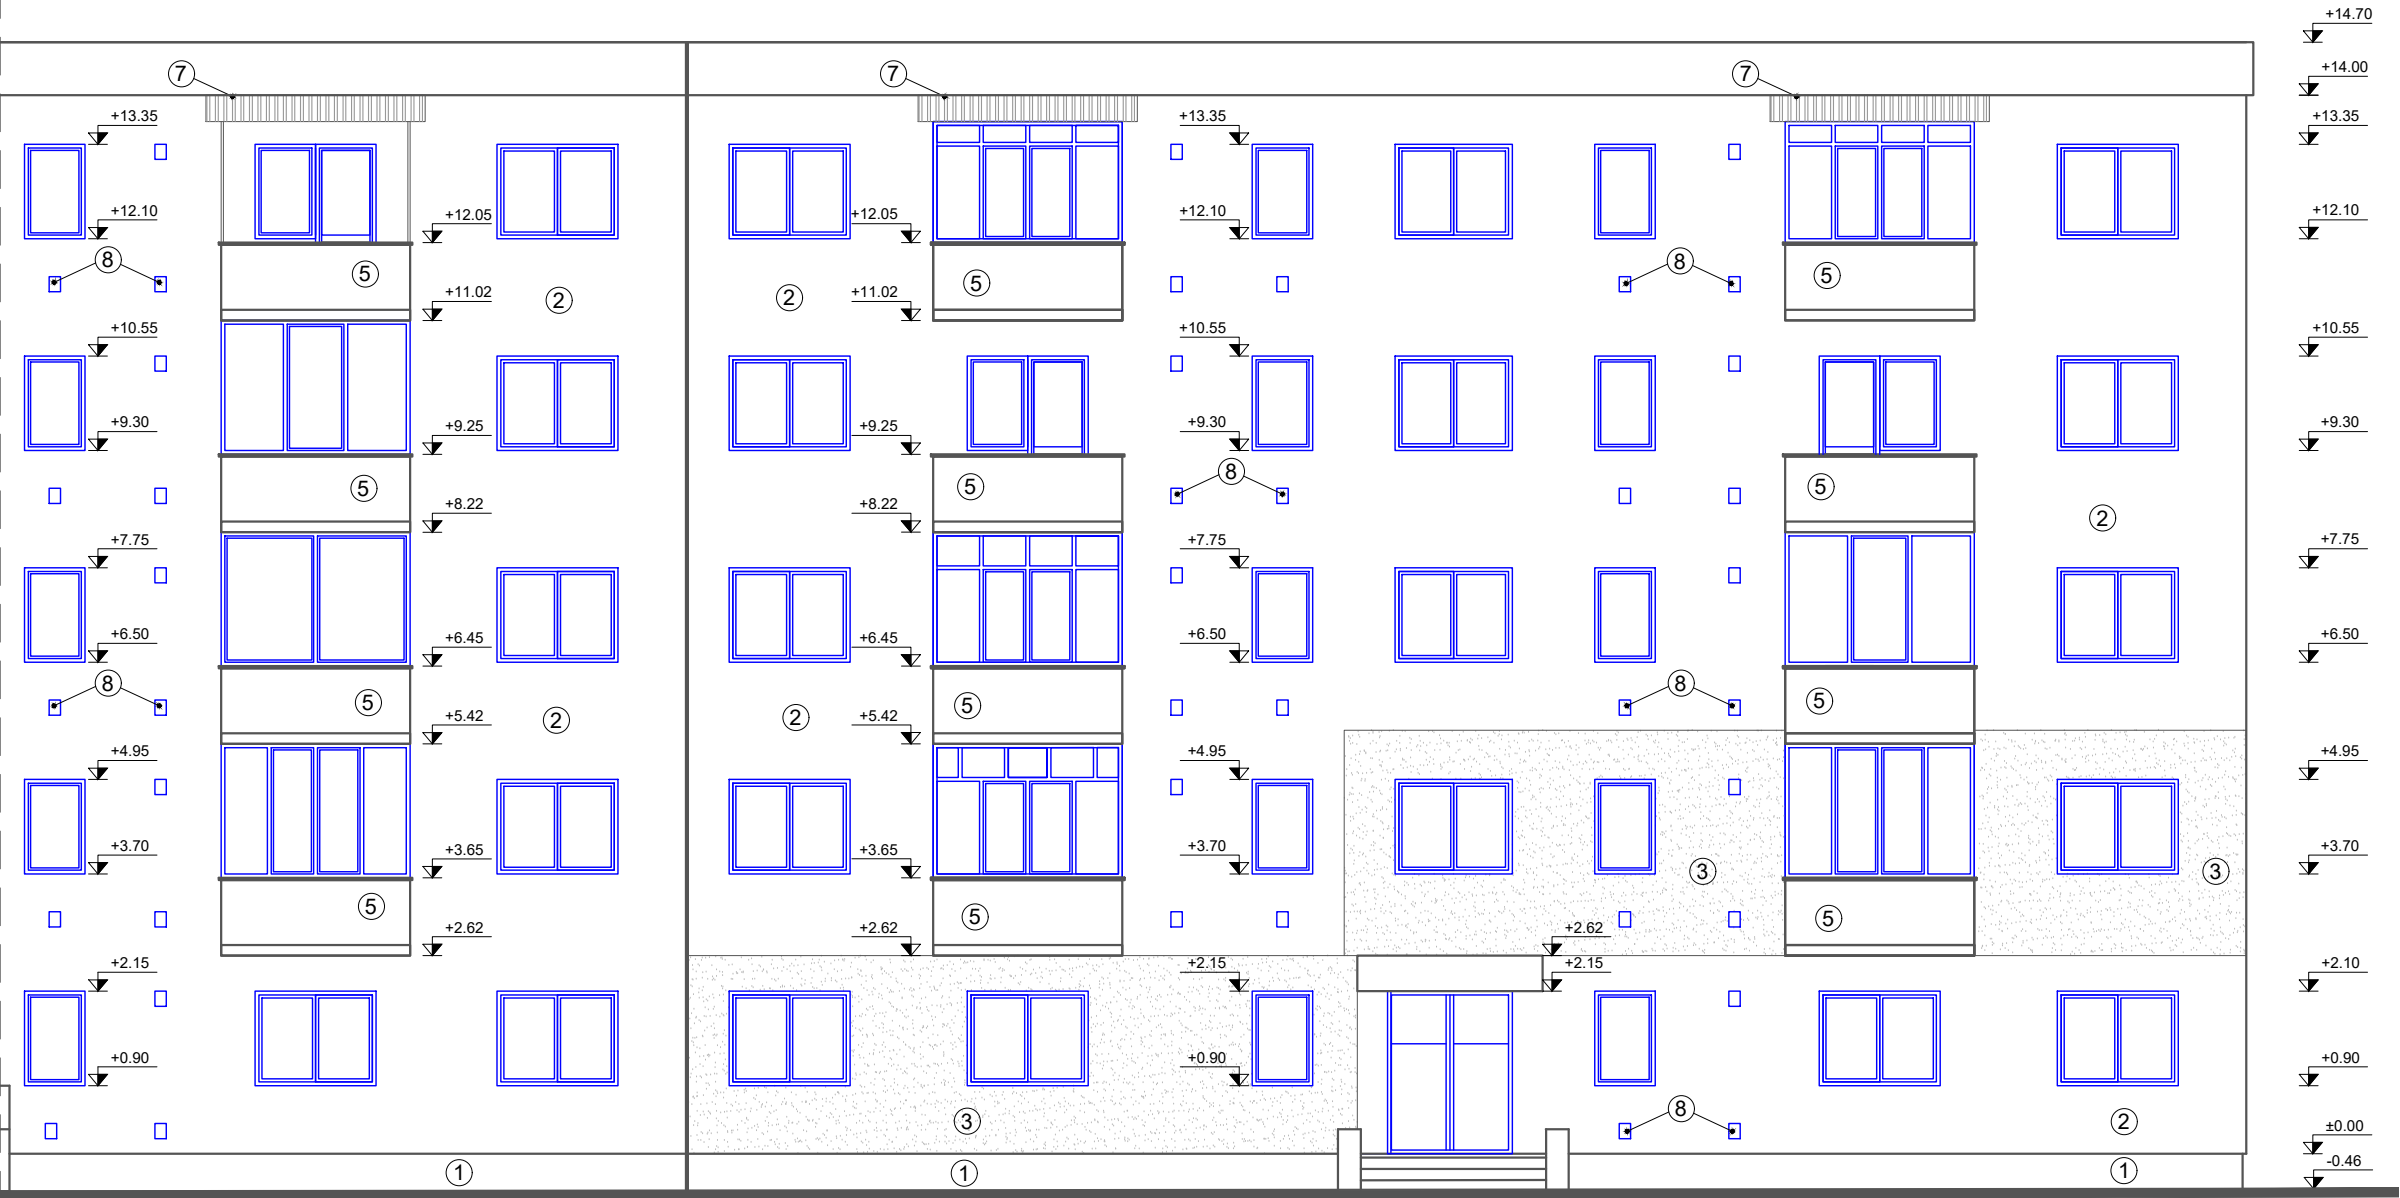 +14.70
7 7 7 +14.00
+13.35 +13.35 +13.35
+12.10 +12.05 +12.05 +12.10 +12.10
8 5 5 8 5
+11.02 2 2 +11.02
+10.55 +10.55 +10.55
+9.30 +9.25 +9.25 +9.30 +9.30
5 5 8 5
+8.22 +8.22 2
+7.75 +7.75 +7.75
+6.50 +6.45 +6.45 +6.50 +6.50
8 5 5 8 5
+5.42 2 2 +5.42
+4.95 +4.95 +4.95
+3.70 +3.65 +3.65 +3.70 3 3 +3.70
5 5 5
+2.62 +2.62 +2.62
+2.15 +2.15 +2.15 +2.10
+0.90 +0.90 +0.90
3 8 2 ±0.00
1 1 1 -0.46